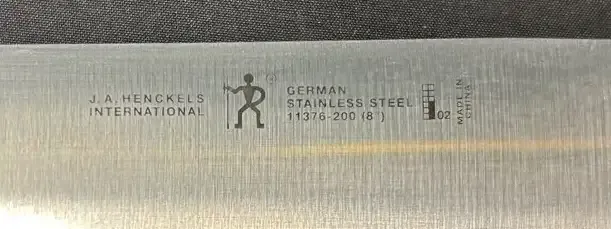 J.A. HENCKELS
INTERNATIONAL
GERMAN
STAINLESS STEEL
11376-200 (8")
02
MADE IN
CHINA